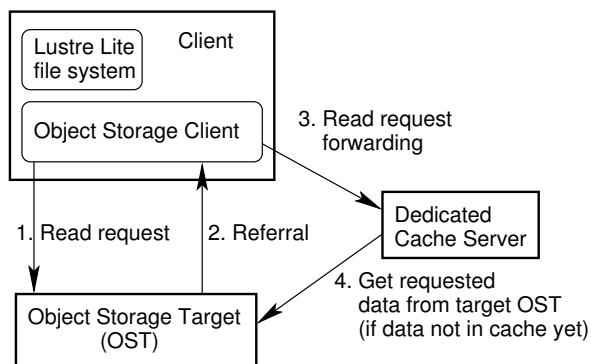 Client
Lustre Lite
file system
Object Storage Client
3. Read request
forwarding
1. Read request
2. Referral
Dedicated
Cache Server
4. Get requested
data from target OST
(if data not in cache yet)
Object Storage Target
(OST)